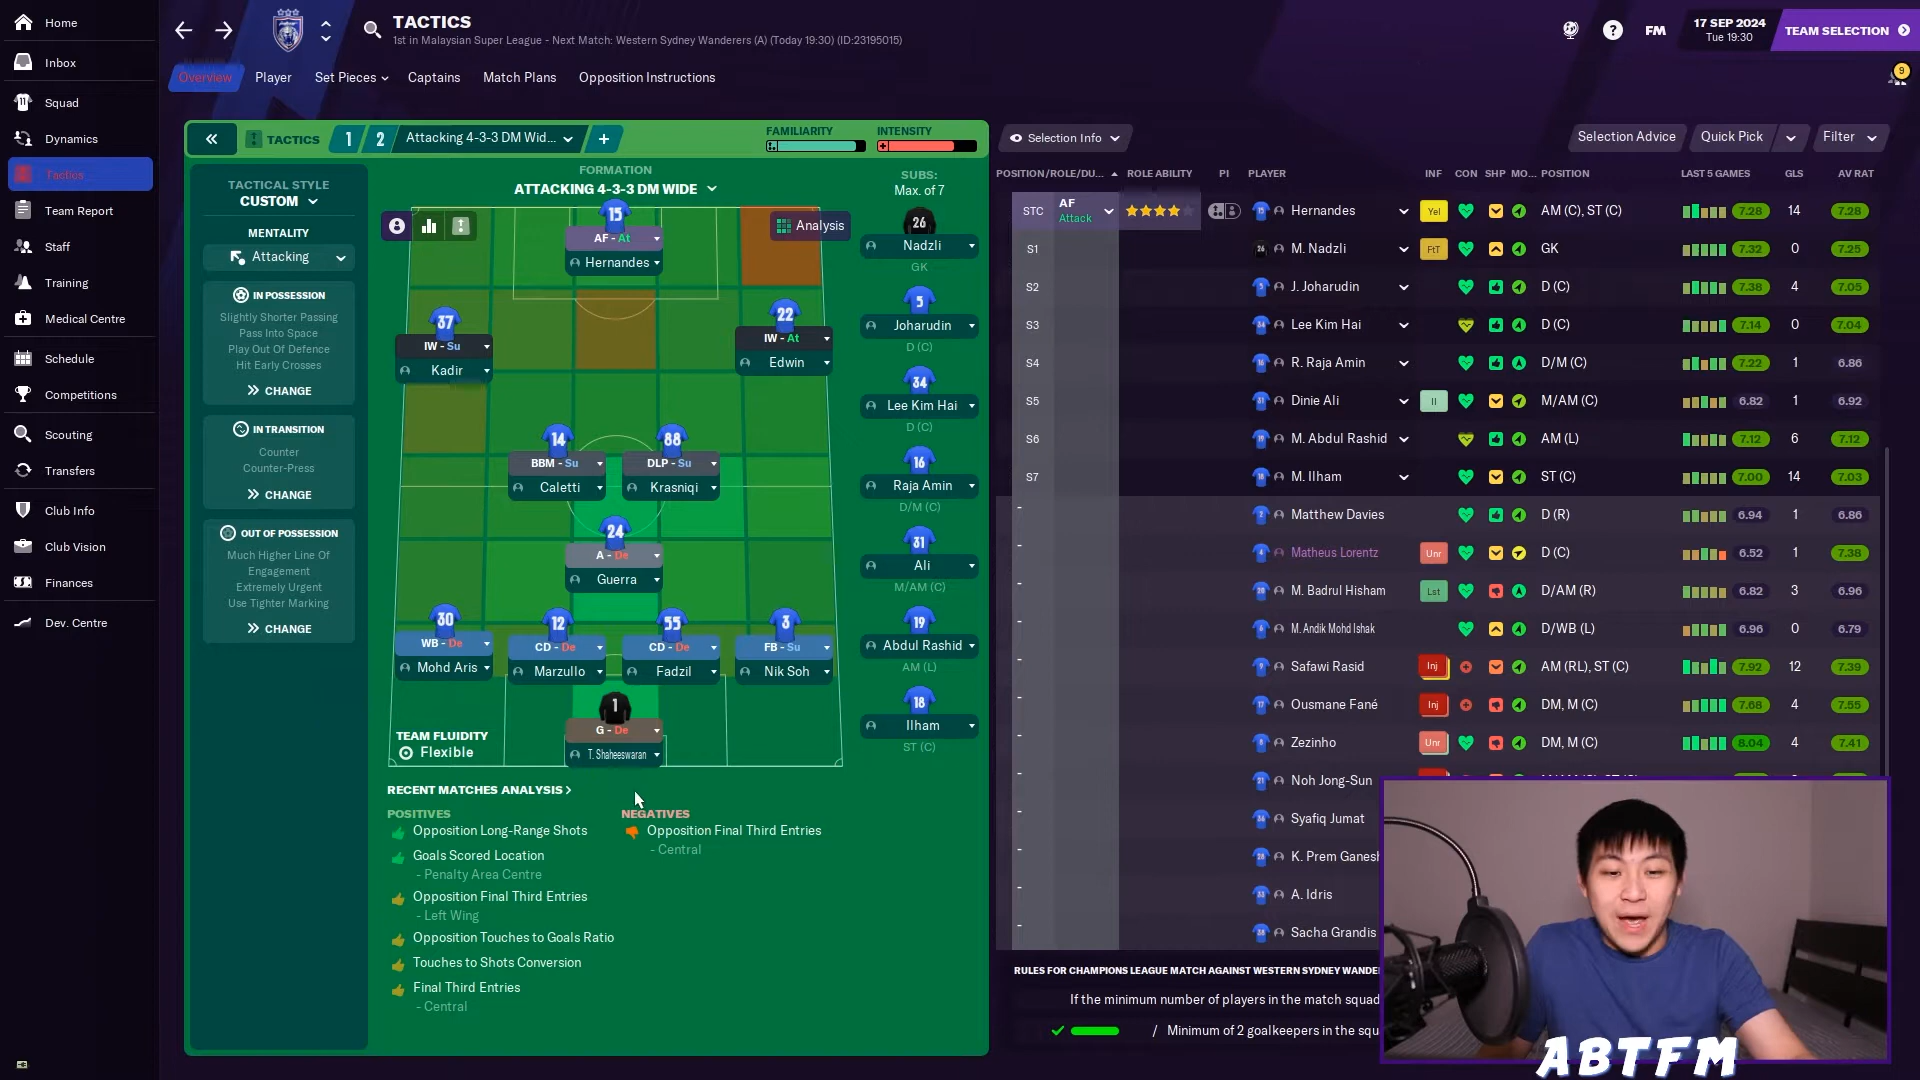 Home
Inbox
Squad
Dynamics
Tactics
Team Report
Staff
Training
Medical Centre
Schedule
Competitions
Scouting
Transfers
Club Info
Club Vision
Finances
Dev. Centre
TACTICS
1st in Malaysian Super League - Next Match: Western Sydney Wanderers (A) (Today 19:30) (ID:23195015)
FM
17 SEP 2024
Tue 19:30
TEAM SELECTION
9
Overview
Player
Set Pieces
Captains
Match Plans
Opposition Instructions
TACTICS 1 2 Attacking 4-3-3 DM Wid... +
FAMILIARITY
INTENSITY
TACTICAL STYLE
CUSTOM
MENTALITY
Attacking
IN POSSESSION
Slightly Shorter Passing
Pass Into Space
Play Out Of Defence
Hit Early Crosses
CHANGE
IN TRANSITION
Counter
Counter-Press
CHANGE
OUT OF POSSESSION
Much Higher Line Of
Engagement
Extremely Urgent
Use Tighter Marking
CHANGE
FORMATION
ATTACKING 4-3-3 DM WIDE
Analysis
15
AF - At
Hernandes
37
IW - Su
Kadir
22
IW - At
Edwin
14
BBM - Su
Caletti
88
DLP - Su
Krasniqi
24
A - De
Guerra
30
WB - De
Mohd Aris
12
CD - De
Marzullo
55
CD - De
Fadzil
3
FB - Su
Nik Soh
1
G - De
T. Shaheeswaran
TEAM FLUIDITY
Flexible
SUBS:
Max. of 7
26
Nadzli
GK
5
Joharudin
D (C)
34
Lee Kim Hai
D (C)
16
Raja Amin
D/M (C)
31
Ali
M/AM (C)
19
Abdul Rashid
AM (L)
18
Ilham
ST (C)
RECENT MATCHES ANALYSIS >
POSITIVES
Opposition Long-Range Shots
Goals Scored Location
- Penalty Area Centre
Opposition Final Third Entries
- Left Wing
Opposition Touches to Goals Ratio
Touches to Shots Conversion
Final Third Entries
- Central
NEGATIVES
Opposition Final Third Entries
- Central
Selection Info
Selection Advice
Quick Pick
Filter
POSITION/ROLE/DU... ROLE ABILITY PI PLAYER INF CON SHP MO... POSITION LAST 5 GAMES GLS AV RAT
STC AF Attack Hernandes Yel AM (C), ST (C) 7.28 14 7.28
S1 M. Nadzli FtT GK 7.32 0 7.25
S2 J. Joharudin D (C) 7.38 4 7.05
S3 Lee Kim Hai D (C) 7.14 0 7.04
S4 R. Raja Amin D/M (C) 7.22 1 6.86
S5 Dinie Ali II M/AM (C) 6.82 1 6.92
S6 M. Abdul Rashid AM (L) 7.12 6 7.12
S7 M. Ilham ST (C) 7.00 14 7.03
- Matthew Davies D (R) 6.94 1 6.86
- Matheus Lorentz Unr D (C) 6.52 1 7.38
- M. Badrul Hisham Lst D/AM (R) 6.82 3 6.96
- M. Andik Mohd Ishak D/WB (L) 6.96 0 6.79
- Safawi Rasid Inj AM (RL), ST (C) 7.92 12 7.39
- Ousmane Fané Inj DM, M (C) 7.68 4 7.55
- Zezinho Unr DM, M (C) 8.04 4 7.41
- Noh Jong-Sun
- Syafiq Jumat
- K. Prem Ganesh
- A. Idris
- Sacha Grandis
RULES FOR CHAMPIONS LEAGUE MATCH AGAINST WESTERN SYDNEY WANDE
If the minimum number of players in the match squad
/ Minimum of 2 goalkeepers in the squ
ABTFM